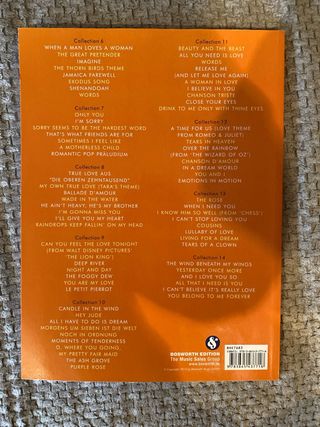 Collection 6
WHEN A MAN LOVES A WOMAN
THE GREAT PRETENDER
IMAGINE
THE THORN BIRDS THEME
JAMAICA FAREWELL
EXODUS SONG
SHENANDOAH
WORDS
Collection 7
ONLY YOU
I'M SORRY
SORRY SEEMS TO BE THE HARDEST WORD
THAT'S WHAT FRIENDS ARE FOR
SOMETIMES I FEEL LIKE
A MOTHERLESS CHILD
ROMANTIC POP PRÄLUDIUM
Collection 8
TRUE LOVE AUS
"DIE OBEREN ZEHNTAUSEND"
MY OWN TRUE LOVE (TARA'S THEME)
BALLADE D'AMOUR
WADE IN THE WATER
HE AIN'T HEAVY, HE'S MY BROTHER
I'M GONNA MISS YOU
I'LL GIVE YOU MY HEART
RAINDROPS KEEP FALLIN' ON MY HEAD
Collection 9
CAN YOU FEEL THE LOVE TONIGHT
(FROM WALT DISNEY PICTURES'
'THE LION KING')
DEEP RIVER
NIGHT AND DAY
THE FOGGY DEW
YOU ARE MY LOVE
LE PETIT PIERROT
Collection 10
CANDLE IN THE WIND
HEY JUDE
ALL I HAVE TO DO IS DREAM
MORGENS UM SIEBEN IST DIE WELT
NOCH IN ORDNUNG
MOMENTS OF TENDERNESS
O, WHERE YOU GOING,
MY PRETTY FAIR MAID
THE ASH GROVE
PURPLE ROSE
Collection 11
BEAUTY AND THE BEAST
ALL YOU NEED IS LOVE
WORDS
RELEASE ME
(AND LET ME LOVE AGAIN)
A WOMAN IN LOVE
I BELIEVE IN YOU
CHANSON TRISTE
CLOSE YOUR EYES
DRINK TO ME ONLY WITH THINE EYES
Collection 12
A TIME FOR US (LOVE THEME
FROM ROMEO & JULIET)
TEARS IN HEAVEN
OVER THE RAINBOW
(FROM 'THE WIZARD OF OZ')
CHANSON D'AMOUR
IN A DREAM WORLD
YOU AND I
EMOTIONS IN MOTION
Collection 13
THE ROSE
WHEN I NEED YOU
I KNOW HIM SO WELL (FROM 'CHESS')
I CAN'T STOP LOVING YOU
COUSINS
LULLABY OF LOVE
LIVING FOR A DREAM
TEARS OF A CLOWN
Collection 14
THE WIND BENEATH MY WINGS
YESTERDAY ONCE MORE
AND I LOVE YOU SO
ALL THAT I NEED IS YOU
I CAN'T BELIEVE IT'S REALLY LOVE
YOU BELONG TO ME FOREVER
BOSWORTH EDITION
The Music Sales Group